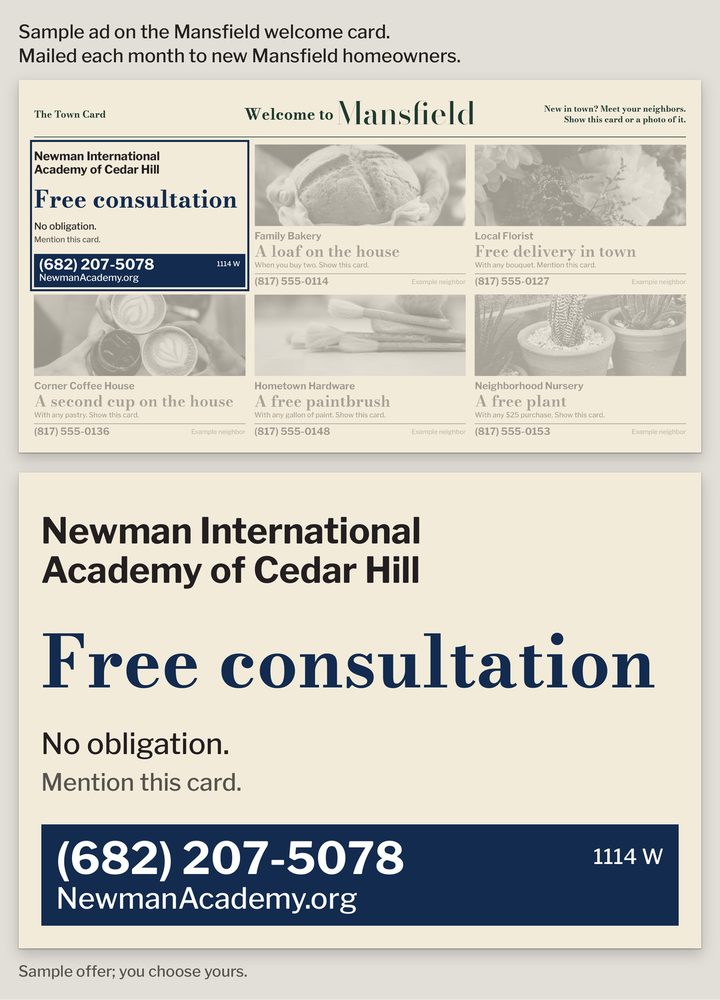 Sample ad on the Mansfield welcome card.
Mailed each month to new Mansfield homeowners.
The Town Card
Welcome to Mansfield
New in town? Meet your neighbors.
Show this card or a photo of it.
Newman International
Academy of Cedar Hill
Free consultation
No obligation.
Mention this card.
(682) 207-5078
1114 W
NewmanAcademy.org
Family Bakery
A loaf on the house
When you buy two. Show this card.
(817) 555-0114
Example neighbor
Local Florist
Free delivery in town
With any bouquet. Mention this card.
(817) 555-0127
Example neighbor
Corner Coffee House
A second cup on the house
With any pastry. Show this card.
(817) 555-0136
Example neighbor
Hometown Hardware
A free paintbrush
With any gallon of paint. Show this card.
(817) 555-0148
Example neighbor
Neighborhood Nursery
A free plant
With any $25 purchase. Show this card.
(817) 555-0153
Example neighbor
Newman International
Academy of Cedar Hill
Free consultation
No obligation.
Mention this card.
(682) 207-5078
1114 W
NewmanAcademy.org
Sample offer; you choose yours.